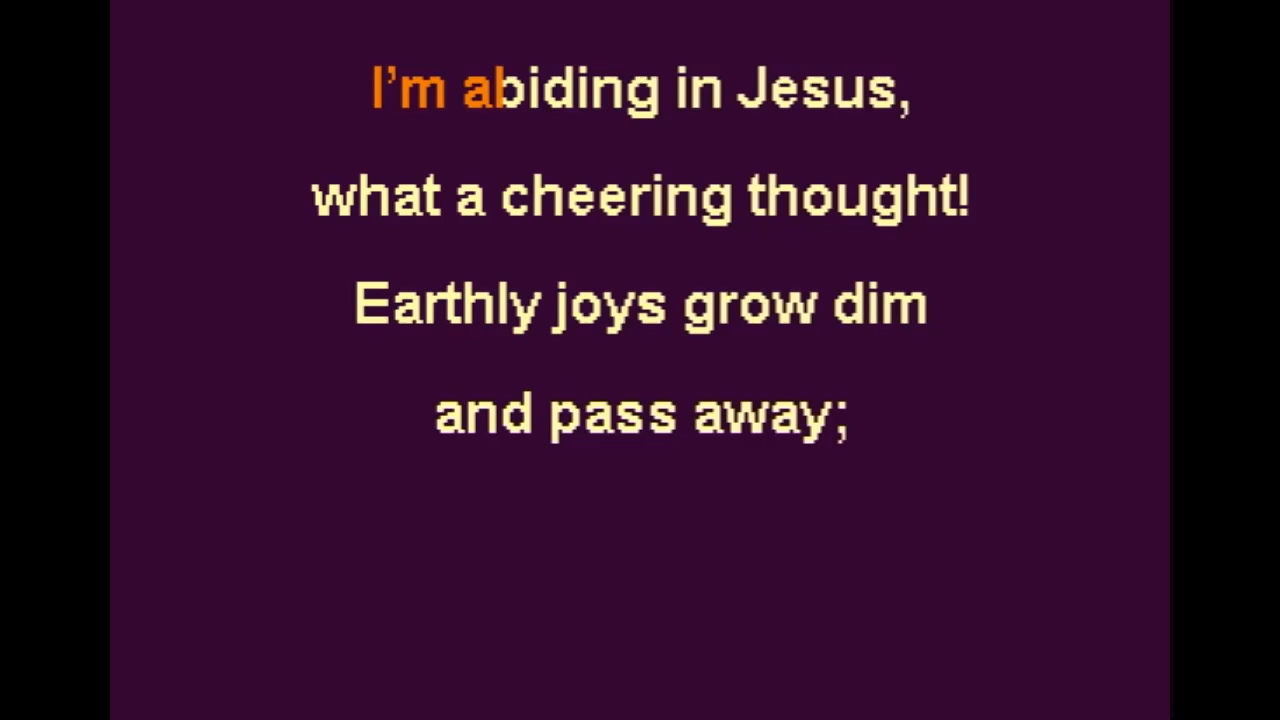 I'm abiding in Jesus,
what a cheering thought!
Earthly joys grow dim
and pass away;